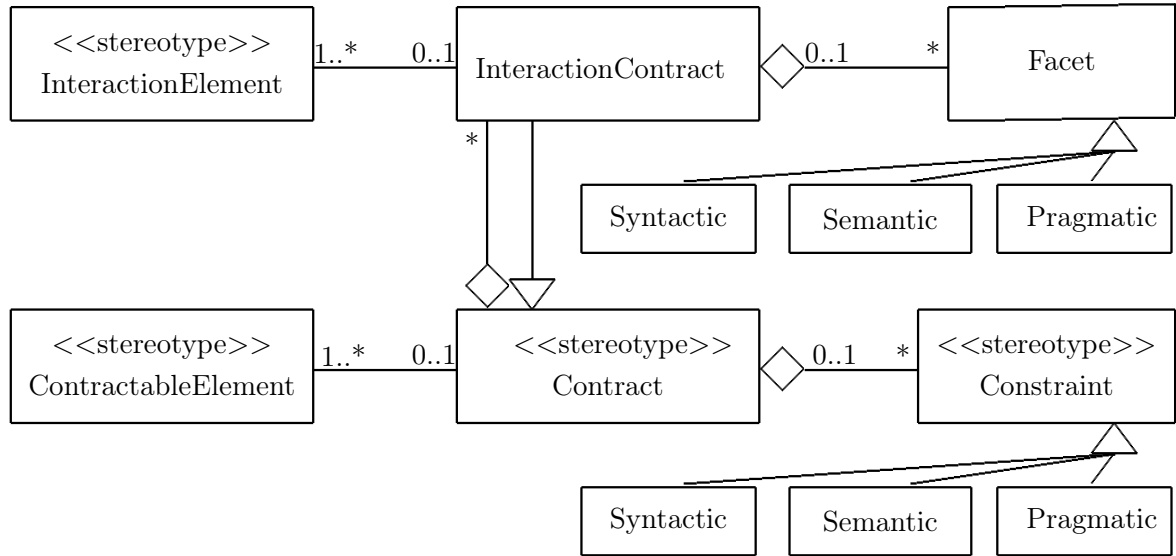 <<stereotype>>
InteractionElement
1..*
0..1
InteractionContract
0..1
*
Facet
*
Syntactic
Semantic
Pragmatic
<<stereotype>>
ContractableElement
1..*
0..1
<<stereotype>>
Contract
0..1
*
<<stereotype>>
Constraint
Syntactic
Semantic
Pragmatic